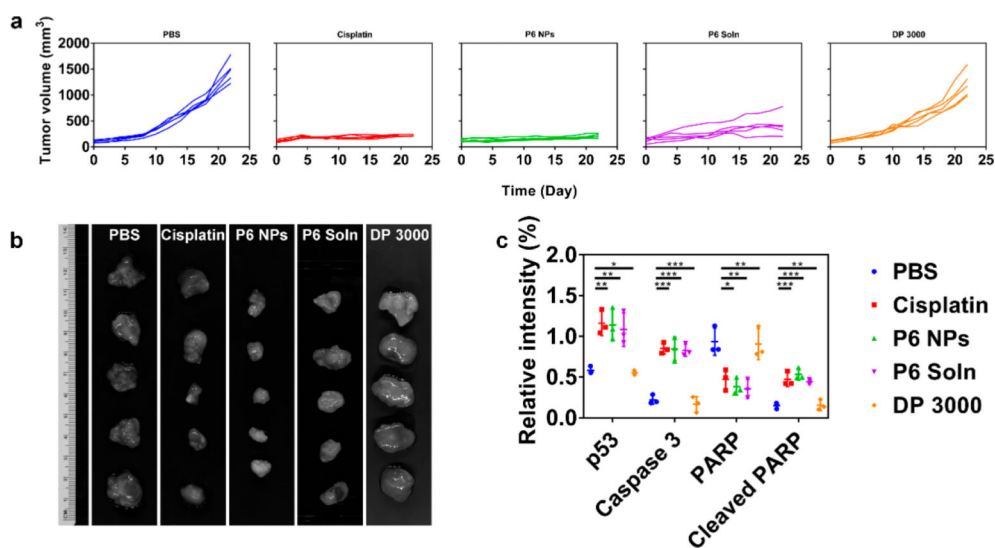 a
PBS
Cisplatin
P6 NPs
P6 Soln
DP 3000
Tumor volume (mm³)
2000
1500
1000
500
0
0 5 10 15 20 25
0 5 10 15 20 25
0 5 10 15 20 25
0 5 10 15 20 25
0 5 10 15 20 25
Time (Day)
b
PBS
Cisplatin
P6 NPs
P6 Soln
DP 3000
c
Relative intensity (%)
2.0
1.5
1.0
0.5
0.0
* *** ** **
** *** ** ***
** *** * ***
p53
Caspase 3
PARP
Cleaved PARP
PBS
Cisplatin
P6 NPs
P6 Soln
DP 3000